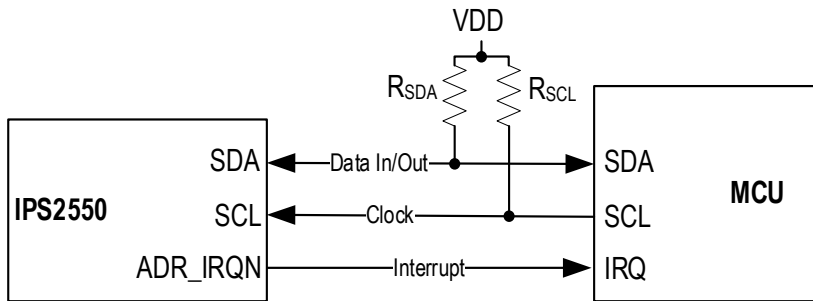 VDD
RSDA RSCL
SDA Data In/Out SDA
IPS2550 MCU
SCL Clock SCL
ADR_IRQN Interrupt IRQ